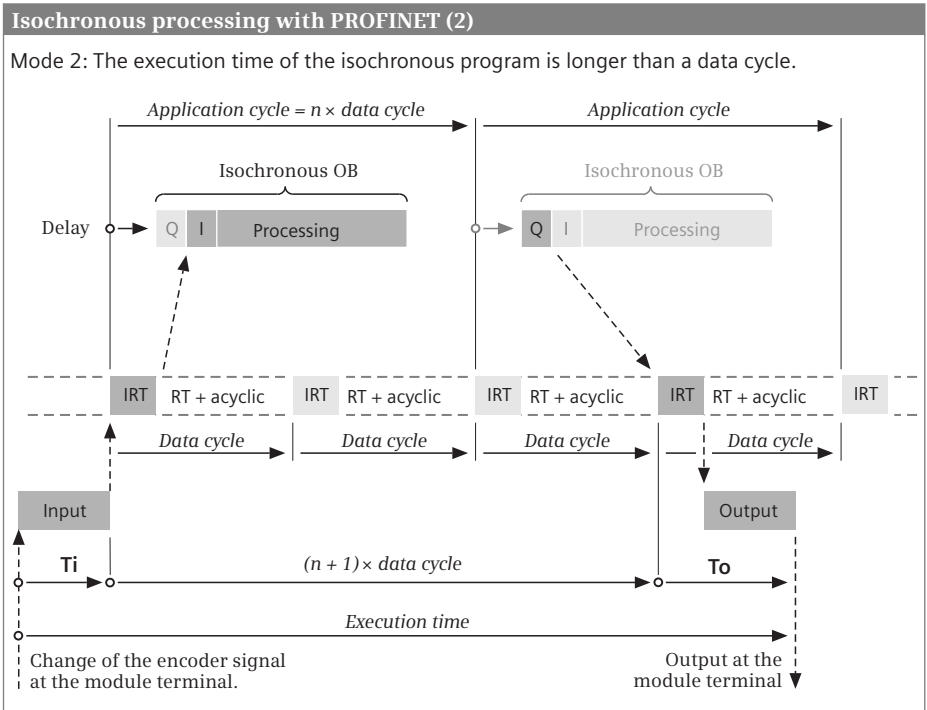 Isochronous processing with PROFINET (2)
Mode 2: The execution time of the isochronous program is longer than a data cycle.
Application cycle = n × data cycle
Application cycle
Isochronous OB
Isochronous OB
Delay
Q
I
Processing
Q
I
Processing
IRT
RT + acyclic
IRT
RT + acyclic
IRT
RT + acyclic
IRT
RT + acyclic
IRT
Data cycle
Data cycle
Data cycle
Data cycle
Input
Output
Ti
(n + 1) × data cycle
To
Execution time
Change of the encoder signal
at the module terminal.
Output at the
module terminal